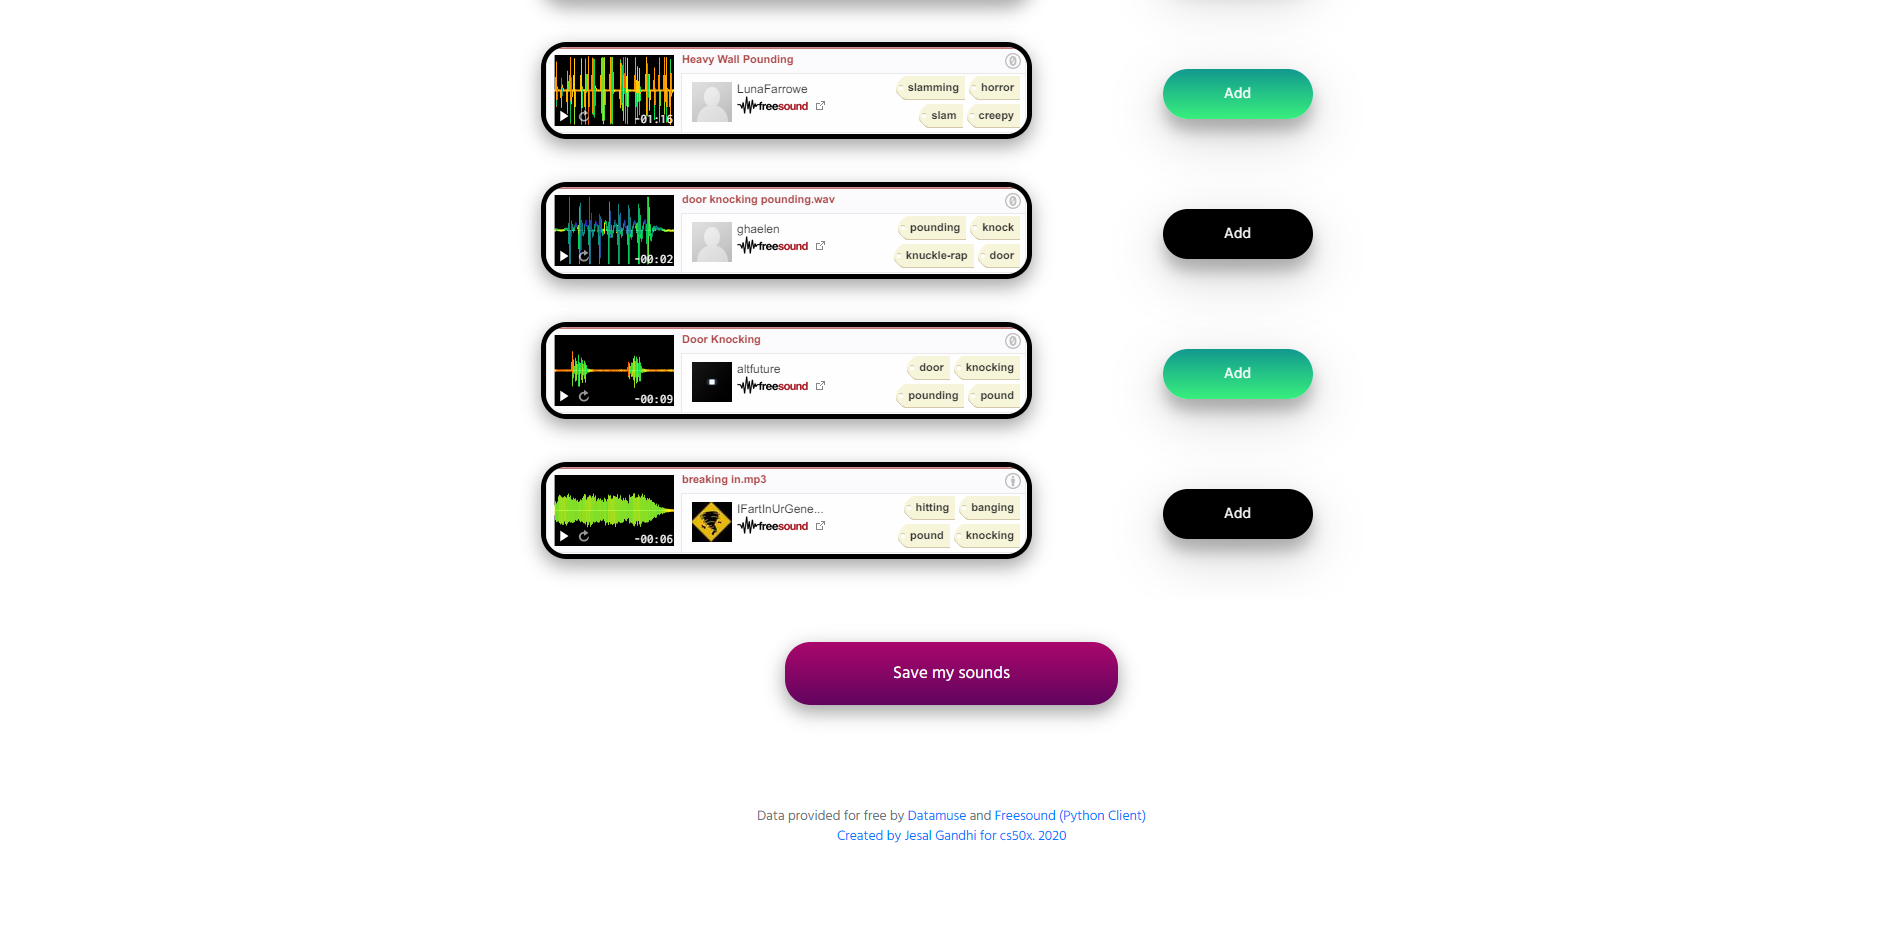 Heavy Wall Pounding
LunaFarrowe
freesound
slamming horror
slam creepy
-01:16
Add
door knocking pounding.wav
ghaelen
freesound
pounding knock
knuckle-rap door
-00:02
Add
Door Knocking
altfuture
freesound
door knocking
pounding pound
-00:09
Add
breaking in.mp3
IFartInUrGene...
freesound
hitting banging
pound knocking
-00:06
Add
Save my sounds
Data provided for free by Datamuse and Freesound (Python Client)
Created by Jesal Gandhi for cs50x. 2020